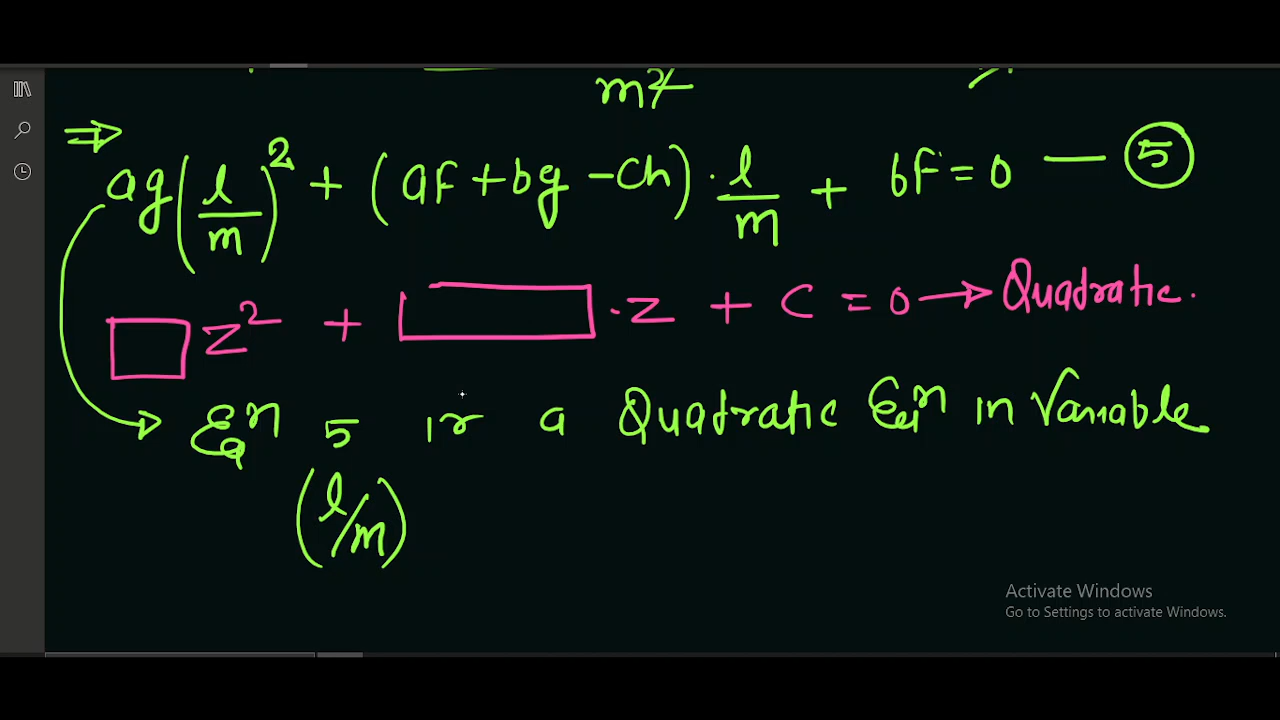 m²
⇒ ag(l/m)² + (aF + bg - Ch) · l/m + bF = 0 — ⑤
□ Z² + □ · Z + C = 0 → Quadratic.
→ Eqn 5 is a Quadratic Eqn in Variable
(l/m)
Activate Windows
Go to Settings to activate Windows.